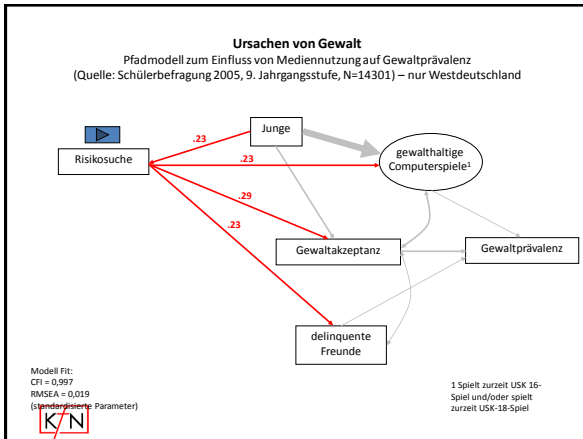 Ursachen von Gewalt
Pfadmodell zum Einfluss von Mediennutzung auf Gewaltprävalenz
(Quelle: Schülerbefragung 2005, 9. Jahrgangsstufe, N=14301) – nur Westdeutschland
Junge
.23
Risikosuche
.23
gewalthaltige
Computerspiele¹
.29
.23
Gewaltakzeptanz
Gewaltprävalenz
delinquente
Freunde
Modell Fit:
CFI = 0,997
RMSEA = 0,019
(standardisierte Parameter)
1 Spielt zurzeit USK 16-
Spiel und/oder spielt
zurzeit USK-18-Spiel